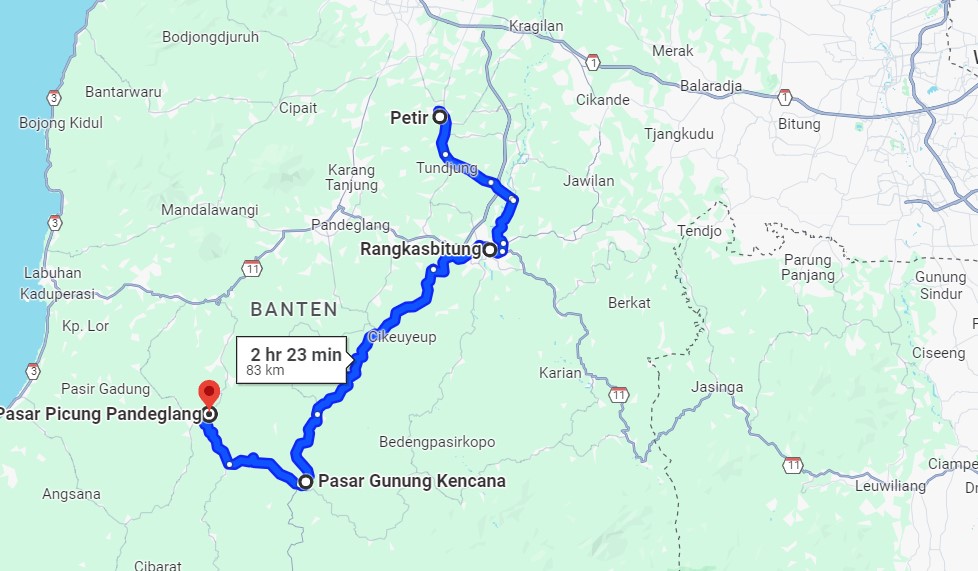 Kragilan
Bodjongdjuruh
Merak
1
Balaradja
Bantarwaru
3
Cipait
Cikande
1
Petir
Bojong Kidul
Bitung
Tjangkudu
Tundjung
Karang
Tanjung
Jawilan
Mandalawangi
3
Pandeglang
Tendjo
Rangkasbitung
Parung
Panjang
Labuhan
11
Gunung
Sindur
Kaduperasi
BANTEN
Berkat
Kp. Lor
Cikeuyeup
2 hr 23 min
83 km
Ciseeng
3
Karian
Pasir Gadung
Jasinga
11
Pasar Picung Pandeglang
Bedengpasirkopo
11
Ciampe
Pasar Gunung Kencana
Leuwiliang
Angsana
Cibarat